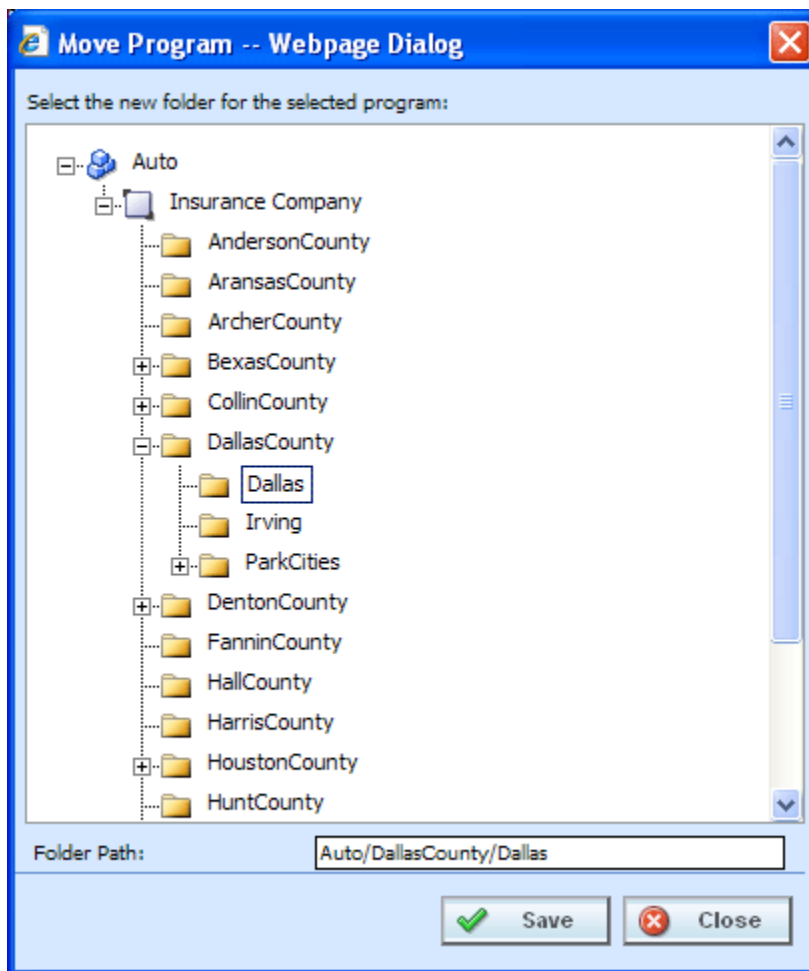 Move Program -- Webpage Dialog
Select the new folder for the selected program:
Auto
Insurance Company
AndersonCounty
AransasCounty
ArcherCounty
BexasCounty
CollinCounty
DallasCounty
Dallas
Irving
ParkCities
DentonCounty
FanninCounty
HallCounty
HarrisCounty
HoustonCounty
HuntCounty
Folder Path: Auto/DallasCounty/Dallas
Save Close